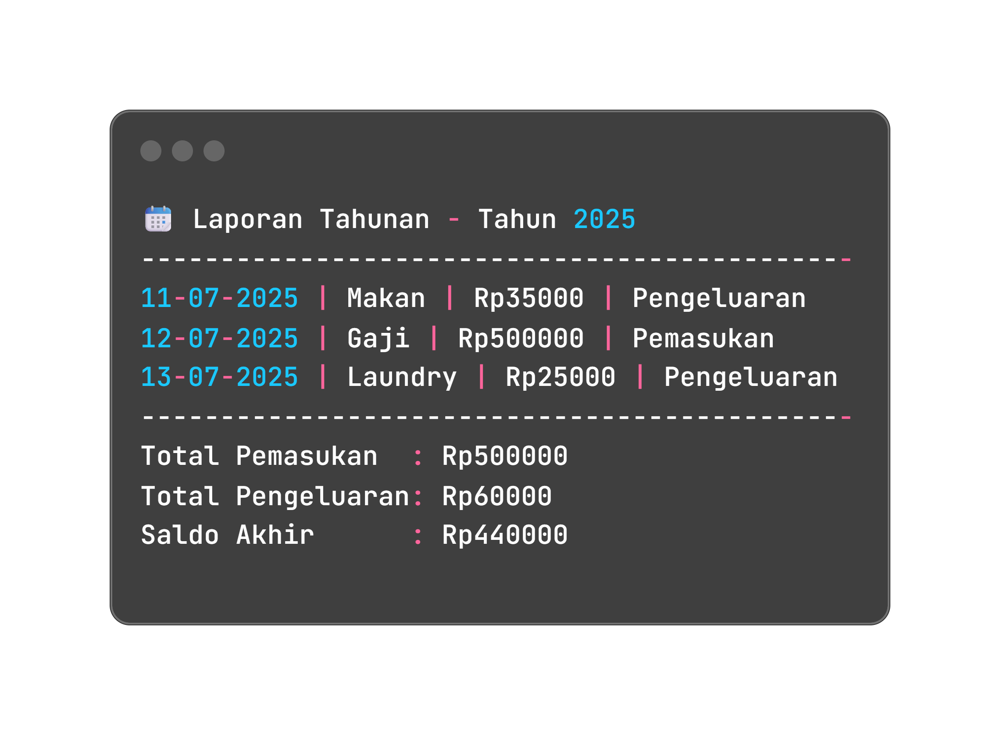 📅 Laporan Tahunan - Tahun 2025
---------------------------------------------
11-07-2025 | Makan | Rp35000 | Pengeluaran
12-07-2025 | Gaji | Rp500000 | Pemasukan
13-07-2025 | Laundry | Rp25000 | Pengeluaran
---------------------------------------------
Total Pemasukan  : Rp500000
Total Pengeluaran: Rp60000
Saldo Akhir      : Rp440000